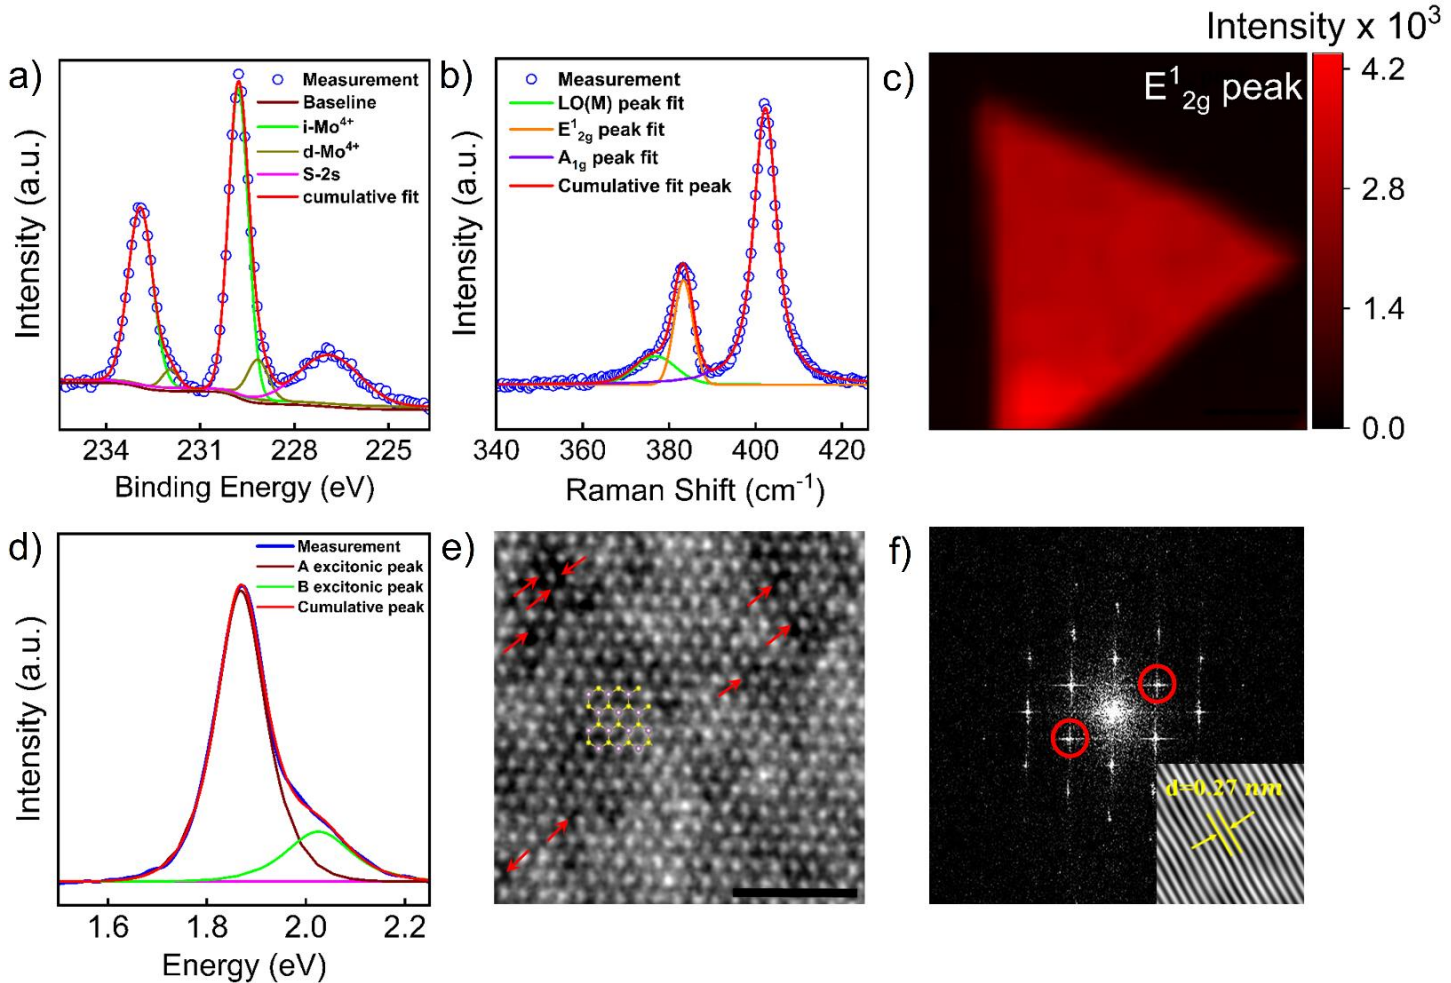 a)
Intensity (a.u.)
Measurement
Baseline
i-Mo⁴⁺
d-Mo⁴⁺
S-2s
cumulative fit
234 231 228 225
Binding Energy (eV)
b)
Intensity (a.u.)
Measurement
LO(M) peak fit
E¹₂g peak fit
A₁g peak fit
Cumulative fit peak
340 360 380 400 420
Raman Shift (cm⁻¹)
c)
Intensity x 10³
E¹₂g peak
4.2
2.8
1.4
0.0
d)
Intensity (a.u.)
Measurement
A excitonic peak
B excitonic peak
Cumulative peak
1.6 1.8 2.0 2.2
Energy (eV)
e)
f)
d=0.27 nm